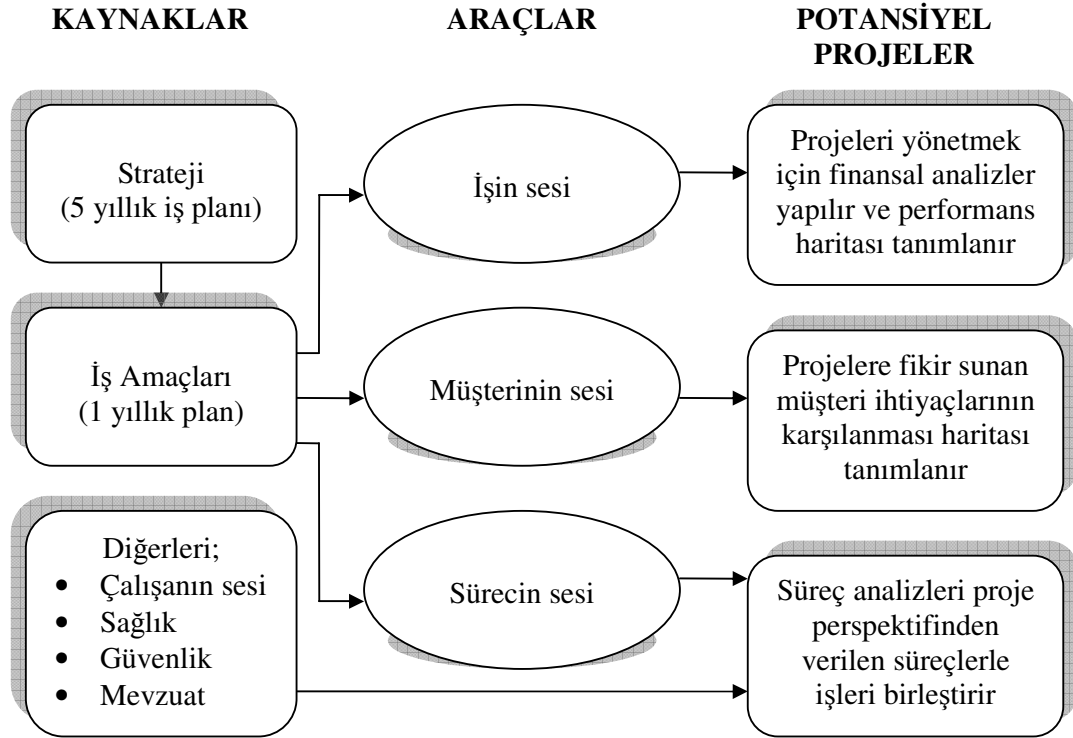 KAYNAKLAR
ARAÇLAR
POTANSİYEL
PROJELER
Strateji
(5 yıllık iş planı)
İşin sesi
Projeleri yönetmek
için finansal analizler
yapılır ve performans
haritası tanımlanır
İş Amaçları
(1 yıllık plan)
Müşterinin sesi
Projelere fikir sunan
müşteri ihtiyaçlarının
karşılanması haritası
tanımlanır
Diğerleri;
• Çalışanın sesi
• Sağlık
• Güvenlik
• Mevzuat
Sürecin sesi
Süreç analizleri proje
perspektifinden
verilen süreçlerle
işleri birleştirir